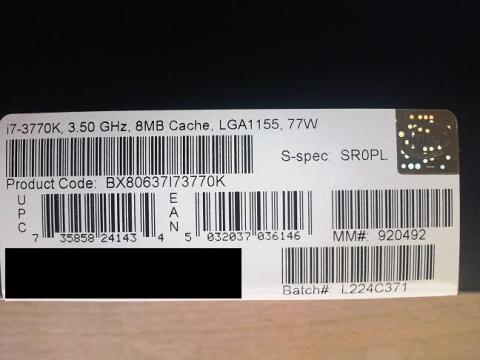 i7-3770K, 3.50 GHz, 8MB Cache, LGA1155, 77W
S-spec: SR0PL
Product Code: BX80637I73770K
UPC
7 35858 24143 4
EAN
5 032037 036146
MM#: 920492
Batch#: L224C371